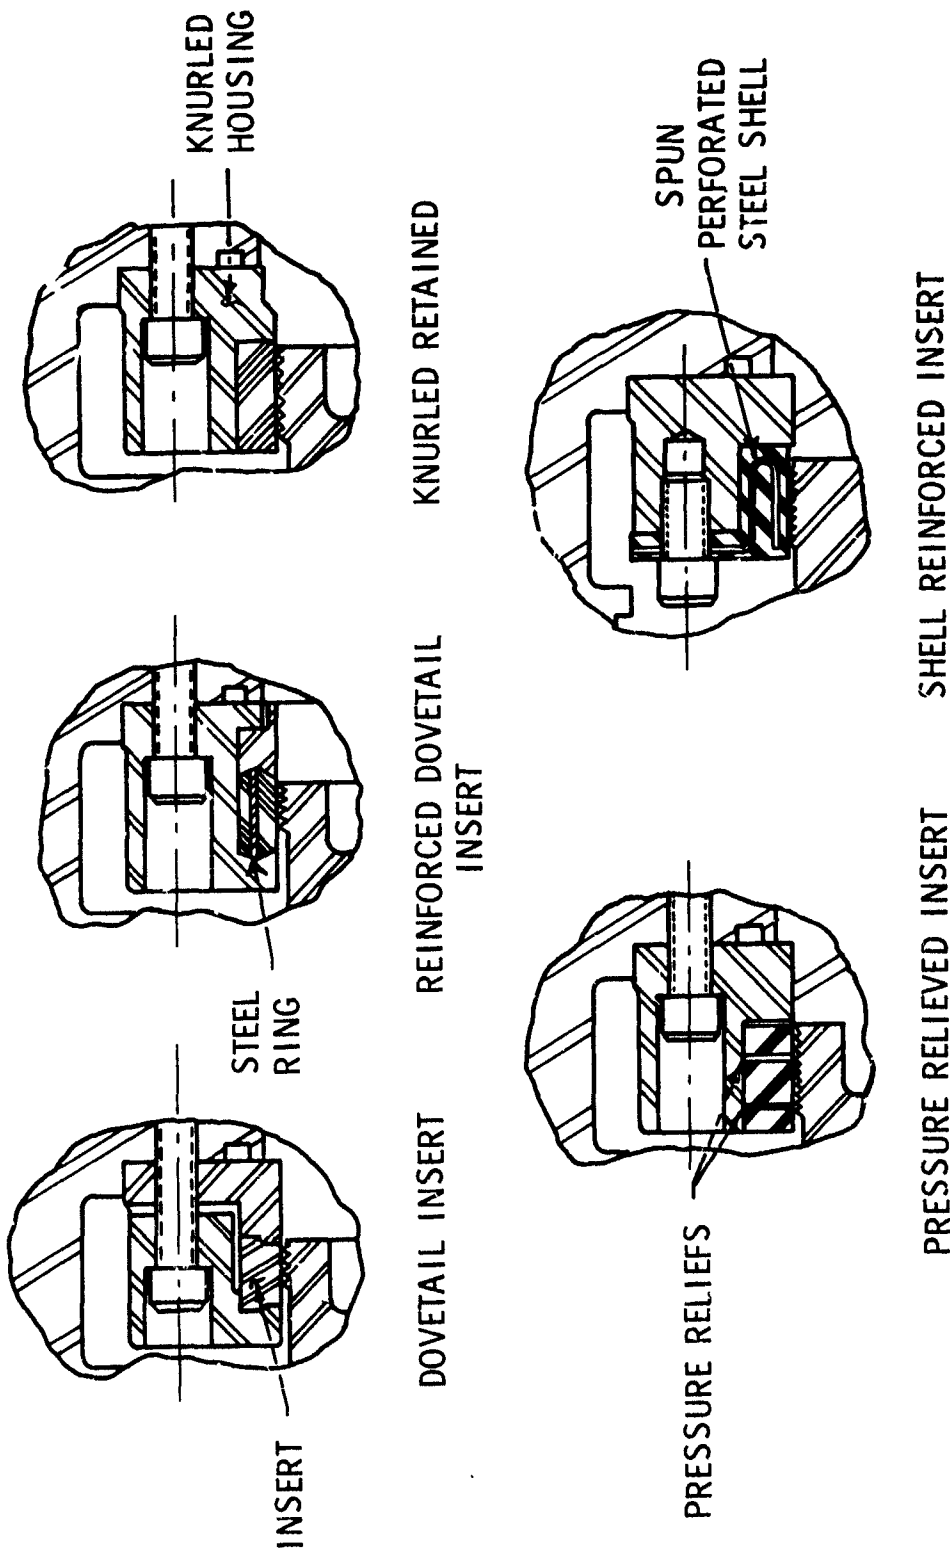 INSERT
DOVETAIL INSERT
STEEL
RING
REINFORCED DOVETAIL
INSERT
KNURLED
HOUSING
KNURLED RETAINED
PRESSURE RELIEFS
PRESSURE RELIEVED INSERT
SPUN
PERFORATED
STEEL SHELL
SHELL REINFORCED INSERT